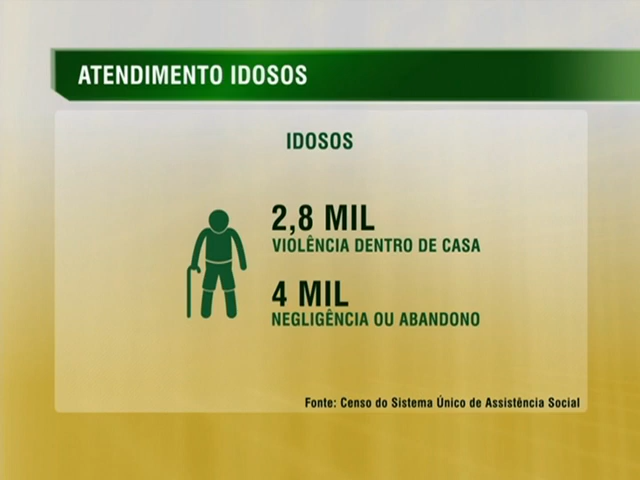 ATENDIMENTO IDOSOS
IDOSOS
2,8 MIL
VIOLÊNCIA DENTRO DE CASA
4 MIL
NEGLIGÊNCIA OU ABANDONO
Fonte: Censo do Sistema Único de Assistência Social